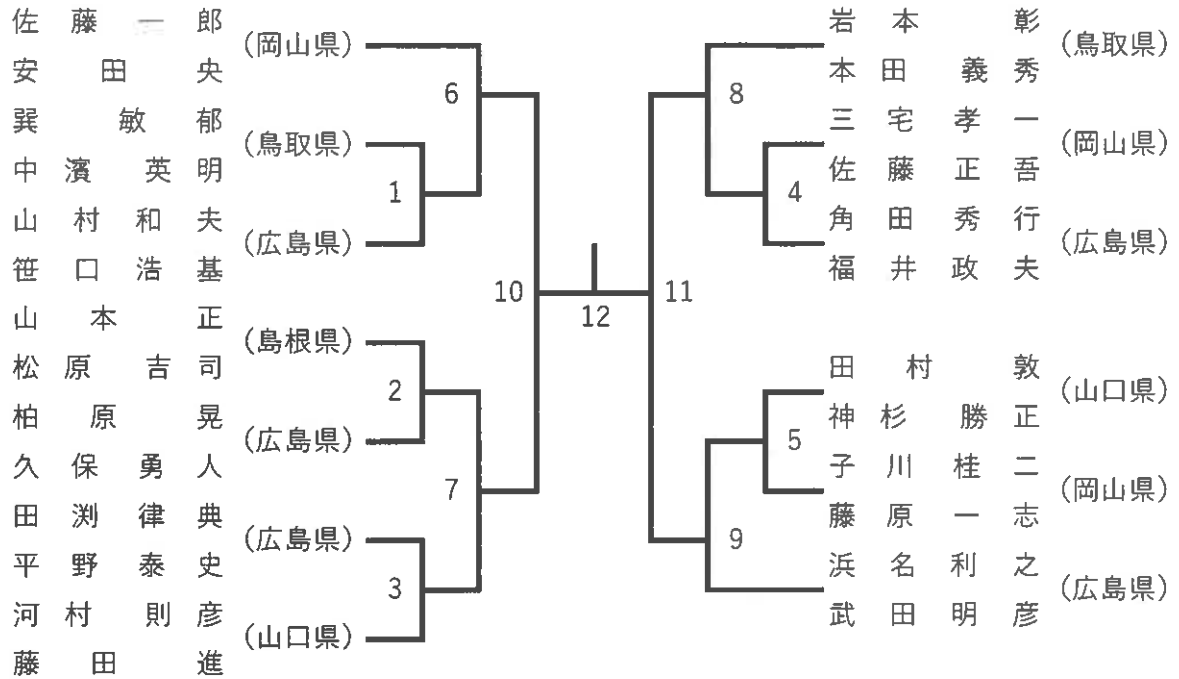 佐藤一郎
(岡山県)
安田央
巽敏郁
(鳥取県)
中濱英明
山村和夫
(広島県)
笹口浩基
山本正
(島根県)
松原吉司
柏原晃
(広島県)
久保勇人
田渕律典
(広島県)
平野泰史
河村則彦
(山口県)
藤田進
6
1
10
2
7
3
12
岩本彰
(鳥取県)
本田義秀
三宅孝一
(岡山県)
佐藤正吾
角田秀行
(広島県)
福井政夫
田村敦
(山口県)
神杉勝正
子川桂二
(岡山県)
藤原一志
浜名利之
(広島県)
武田明彦
8
4
11
5
9